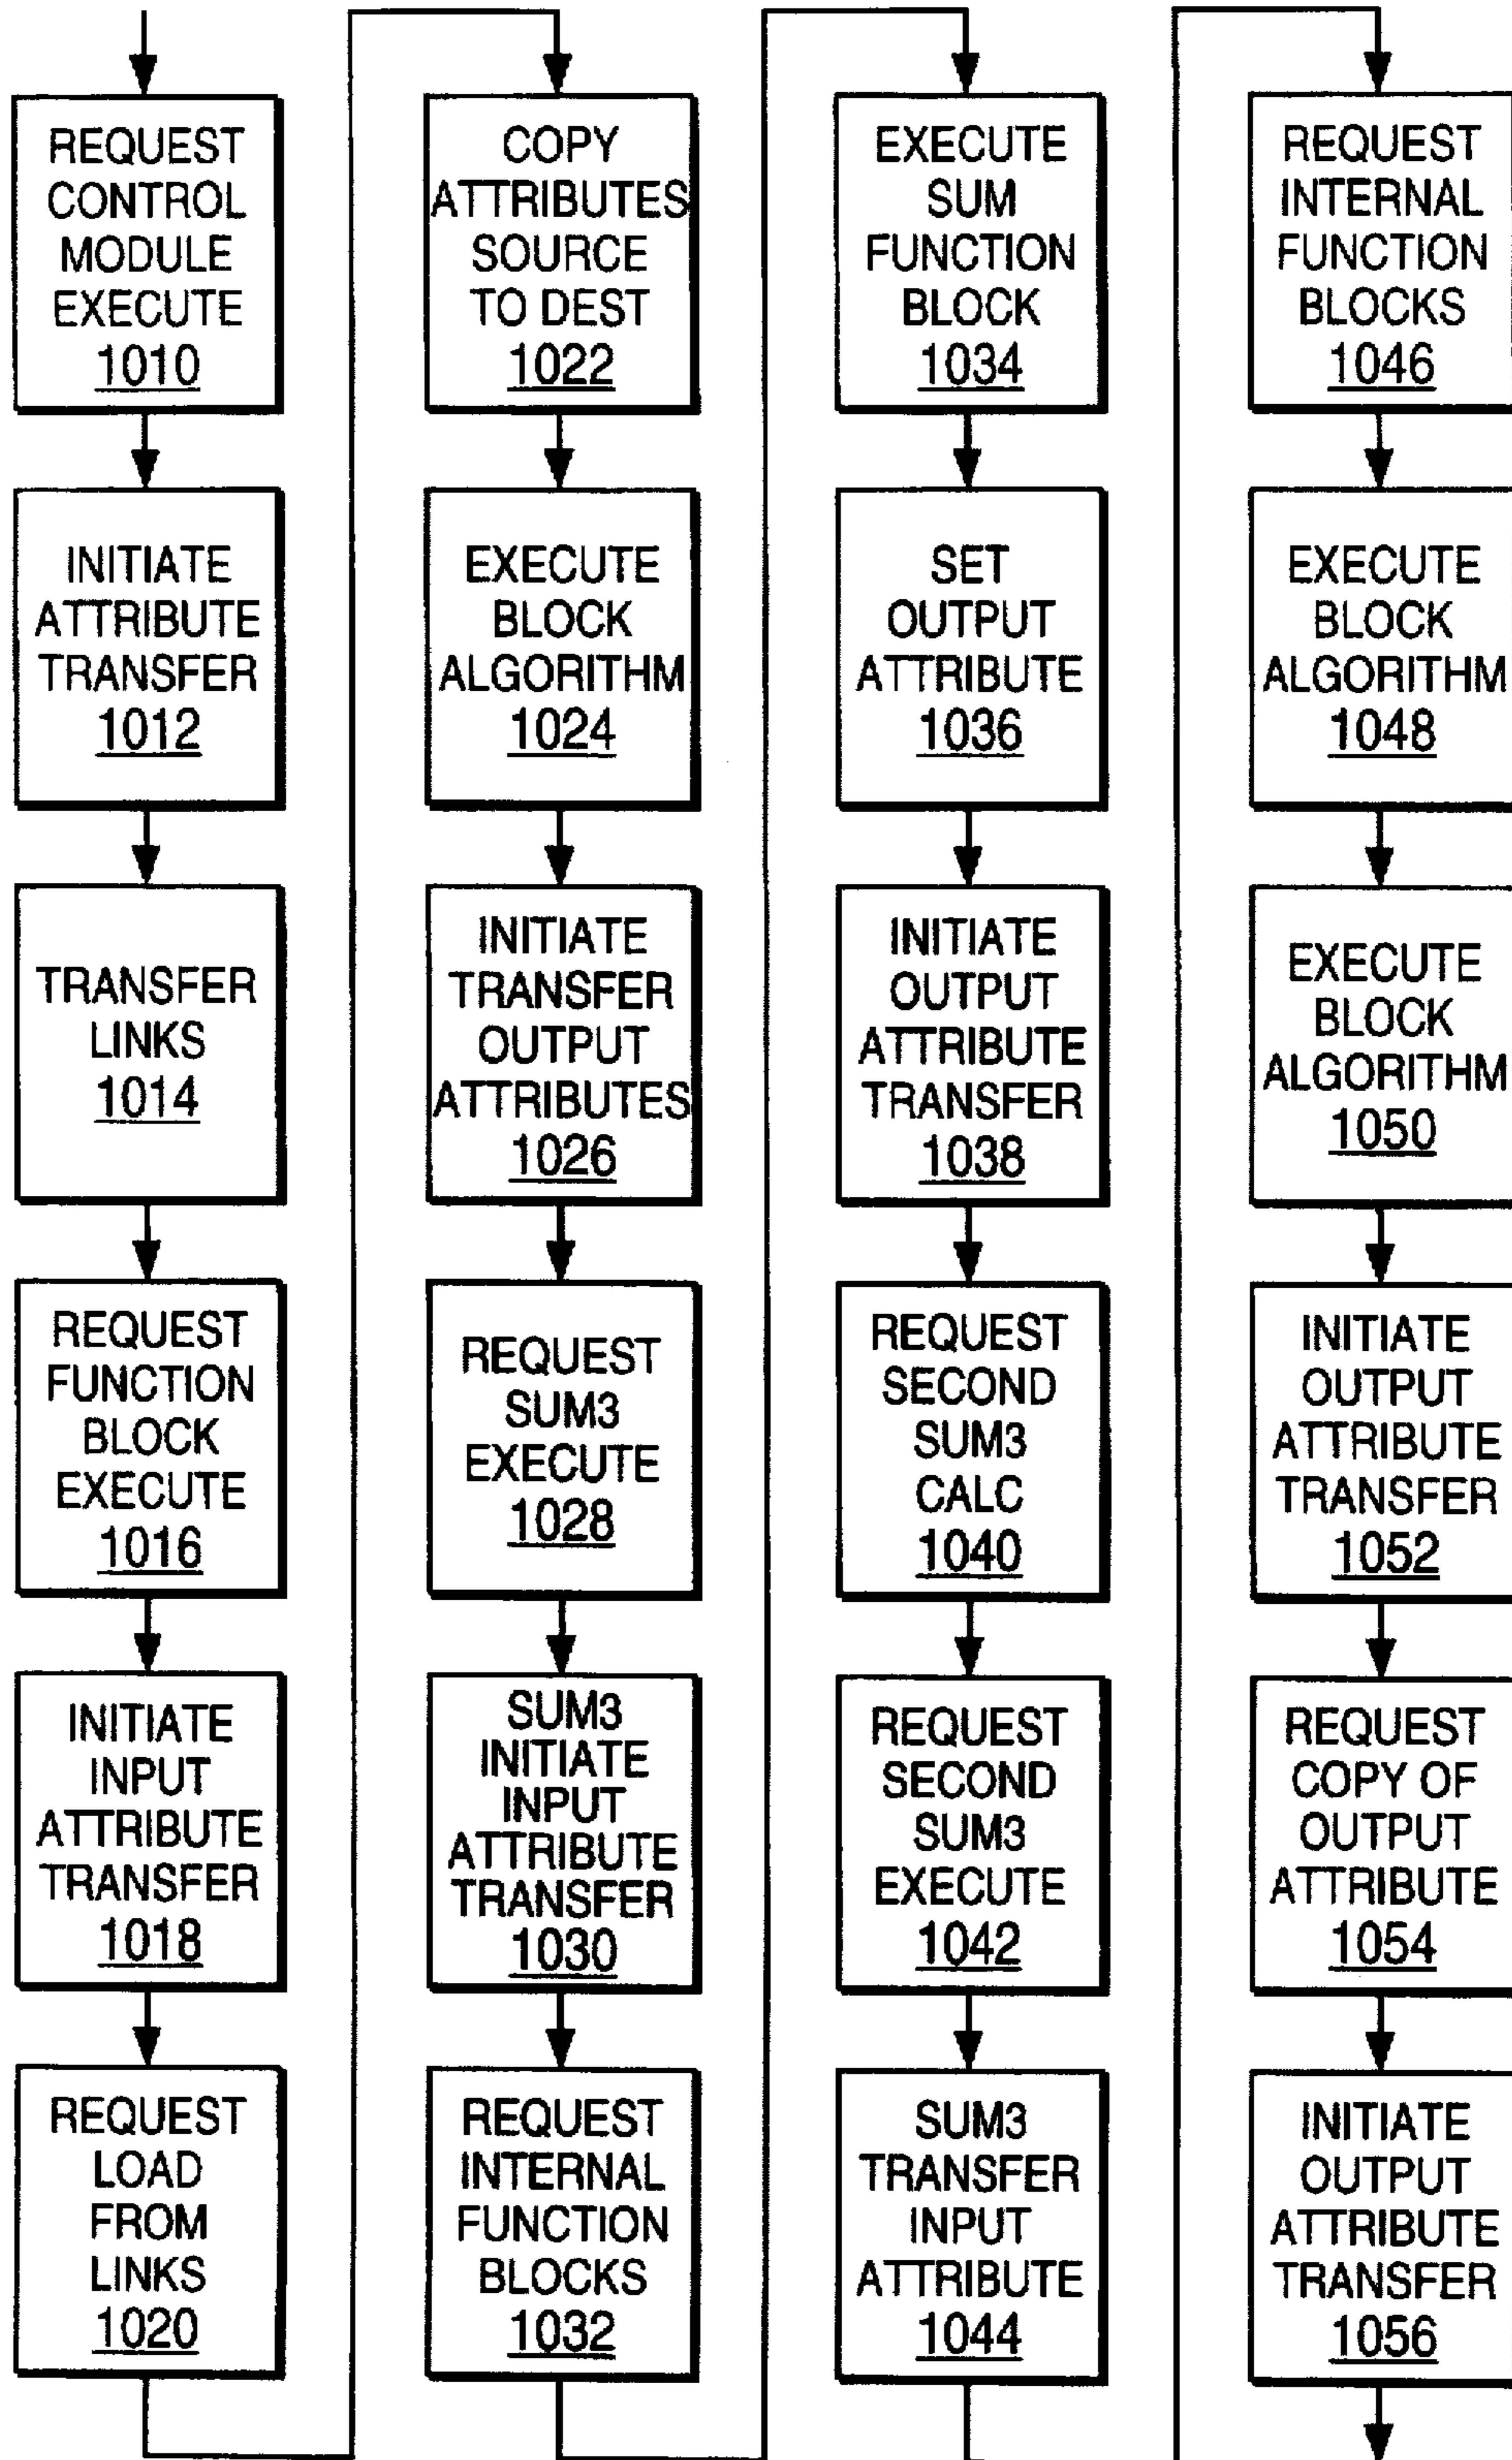 REQUEST
CONTROL
MODULE
EXECUTE
1010
INITIATE
ATTRIBUTE
TRANSFER
1012
TRANSFER
LINKS
1014
REQUEST
FUNCTION
BLOCK
EXECUTE
1016
INITIATE
INPUT
ATTRIBUTE
TRANSFER
1018
REQUEST
LOAD
FROM
LINKS
1020
COPY
ATTRIBUTES
SOURCE
TO DEST
1022
EXECUTE
BLOCK
ALGORITHM
1024
INITIATE
TRANSFER
OUTPUT
ATTRIBUTES
1026
REQUEST
SUM3
EXECUTE
1028
SUM3
INITIATE
INPUT
ATTRIBUTE
TRANSFER
1030
REQUEST
INTERNAL
FUNCTION
BLOCKS
1032
EXECUTE
SUM
FUNCTION
BLOCK
1034
SET
OUTPUT
ATTRIBUTE
1036
INITIATE
OUTPUT
ATTRIBUTE
TRANSFER
1038
REQUEST
SECOND
SUM3
CALC
1040
REQUEST
SECOND
SUM3
EXECUTE
1042
SUM3
TRANSFER
INPUT
ATTRIBUTE
1044
REQUEST
INTERNAL
FUNCTION
BLOCKS
1046
EXECUTE
BLOCK
ALGORITHM
1048
EXECUTE
BLOCK
ALGORITHM
1050
INITIATE
OUTPUT
ATTRIBUTE
TRANSFER
1052
REQUEST
COPY OF
OUTPUT
ATTRIBUTE
1054
INITIATE
OUTPUT
ATTRIBUTE
TRANSFER
1056